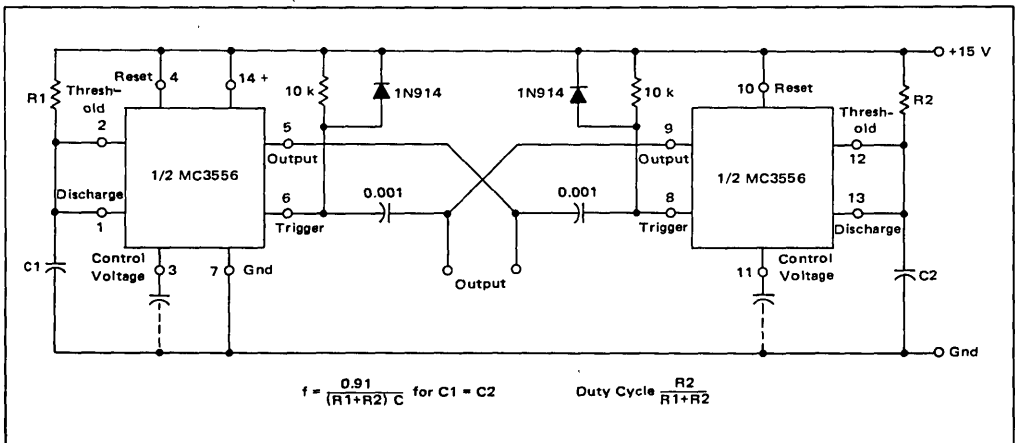 +15 V
R1
Reset 4
14 +
10 k
1N914
1N914
10 k
10 Reset
R2
Thresh-
old
2
5
Output
9
Output
Thresh-
old
12
1/2 MC3556
1/2 MC3556
Discharge
1
6
Trigger
0.001
0.001
8
Trigger
13
Discharge
C1
Control
Voltage
3
7
Gnd
Output
Control
Voltage
11
C2
Gnd
f = 0.91 / (R1+R2) C for C1 = C2
Duty Cycle R2 / R1+R2